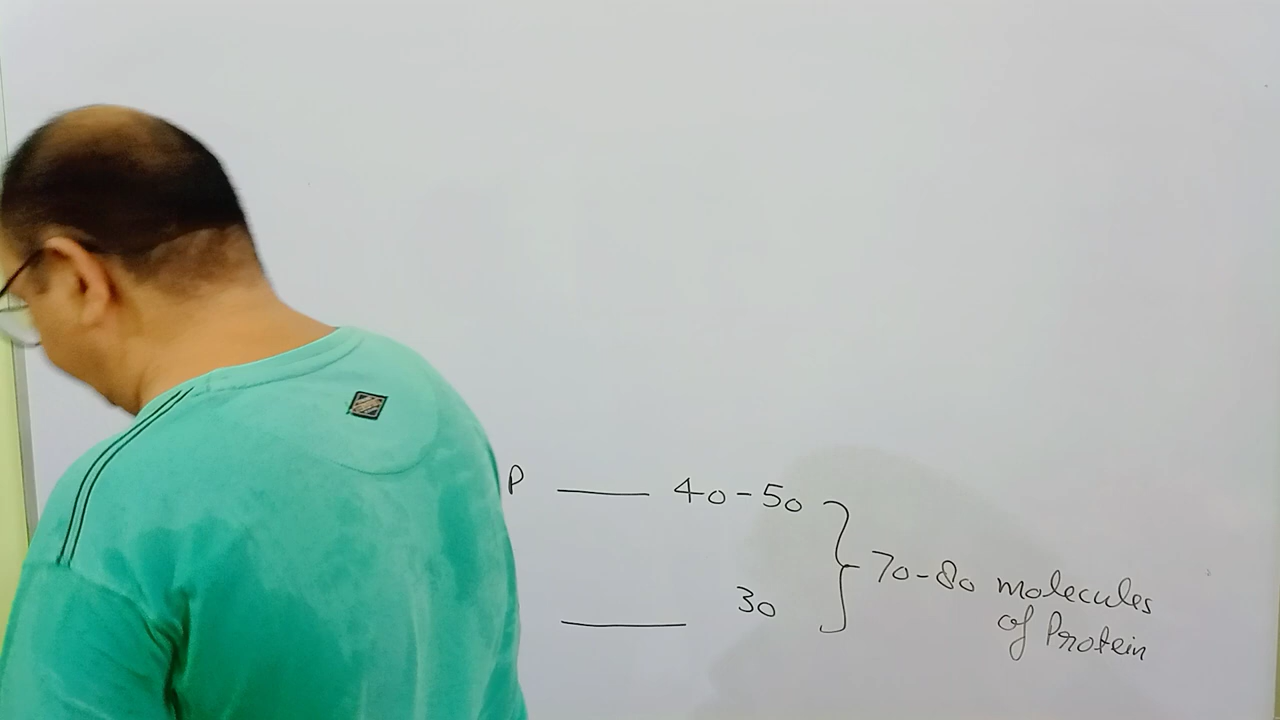 P —— 40-50
—— 30
70-80 molecules
of Protein